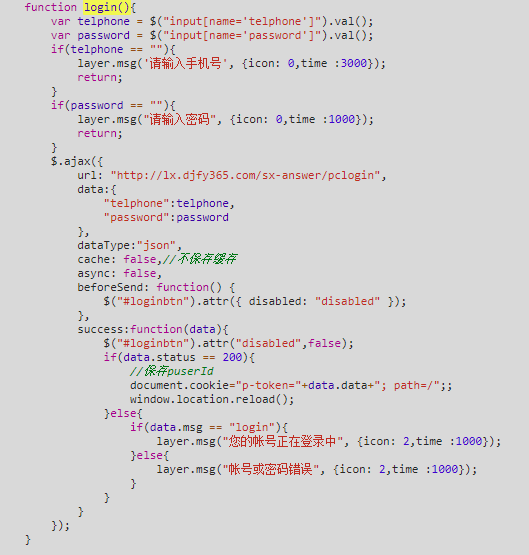 function login(){
var telphone = $("input[name='telphone']").val();
var password = $("input[name='password']").val();
if(telphone == ""){
layer.msg('请输入手机号', {icon: 0,time :3000});
return;
}
if(password == ""){
layer.msg("请输入密码", {icon: 0,time :1000});
return;
}
$.ajax({
url: "http://lx.djfy365.com/sx-answer/pclogin",
data:{
"telphone":telphone,
"password":password
},
dataType:"json",
cache: false,//不保存缓存
async: false,
beforeSend: function() {
$("#loginbtn").attr({ disabled: "disabled" });
},
success:function(data){
$("#loginbtn").attr("disabled",false);
if(data.status == 200){
//保存puserId
document.cookie="p-token="+data.data+"; path=/";;
window.location.reload();
}else{
if(data.msg == "login"){
layer.msg("您的帐号正在登录中", {icon: 2,time :1000});
}else{
layer.msg("帐号或密码错误", {icon: 2,time :1000});
}
}
}
});
}